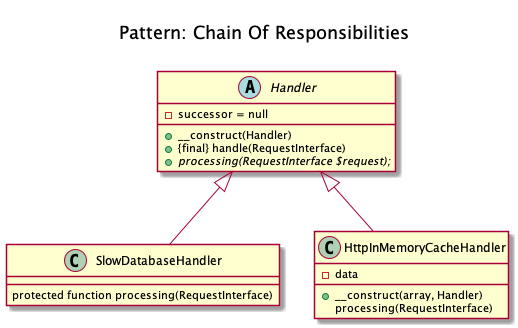 Pattern: Chain Of Responsibilities
A Handler
successor = null
__construct(Handler)
{final} handle(RequestInterface)
processing(RequestInterface $request);
C SlowDatabaseHandler
protected function processing(RequestInterface)
C HttpInMemoryCacheHandler
data
__construct(array, Handler)
processing(RequestInterface)